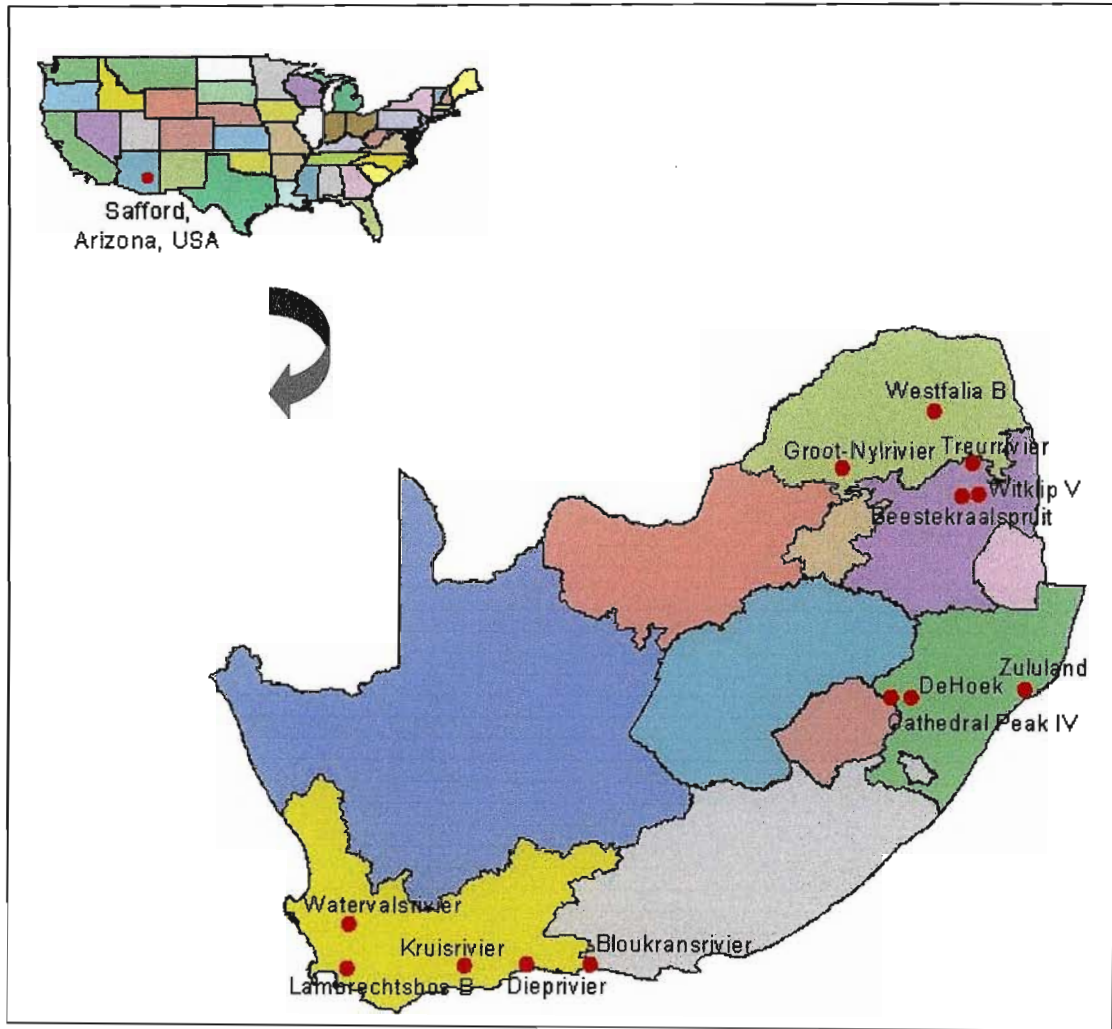 Safford,
Arizona, USA
Westfalia B
Groot-Nylrivier
Treurrivier
Witklip V
Beestekraalspruit
Zululand
DeHoek
Cathedral Peak IV
Watervalsrivier
Kruisrivier
Bloukransrivier
Lambrechtsbos B
Dieprivier